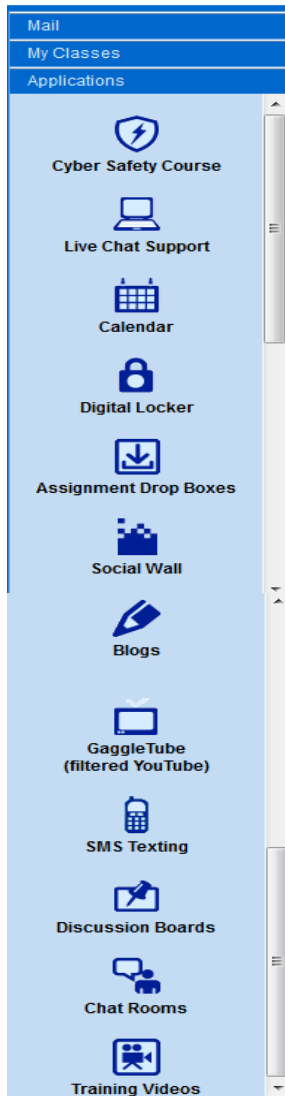 Mail
My Classes
Applications
Cyber Safety Course
Live Chat Support
Calendar
Digital Locker
Assignment Drop Boxes
Social Wall
Blogs
GaggleTube
(filtered YouTube)
SMS Texting
Discussion Boards
Chat Rooms
Training Videos